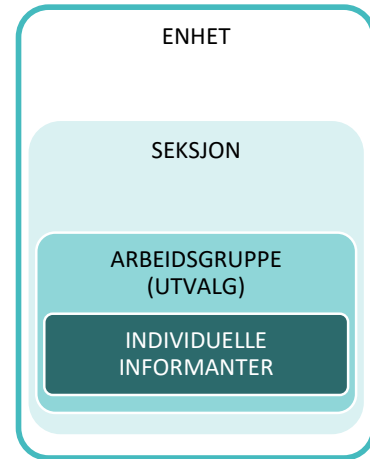 ENHET
SEKSJON
ARBEIDSGRUPPE
(UTVALG)
INDIVIDUELLE
INFORMANTER